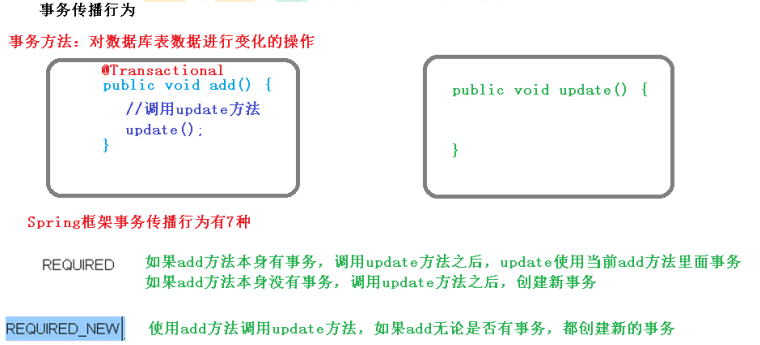 事务传播行为
事务方法：对数据库表数据进行变化的操作
@Transactional
public void add() {
//调用update方法
update();
}
public void update() {
}
Spring框架事务传播行为有7种
REQUIRED
如果add方法本身有事务，调用update方法之后，update使用当前add方法里面事务
如果add方法本身没有事务，调用update方法之后，创建新事务
REQUIRED_NEW
使用add方法调用update方法，如果add无论是否有事务，都创建新的事务